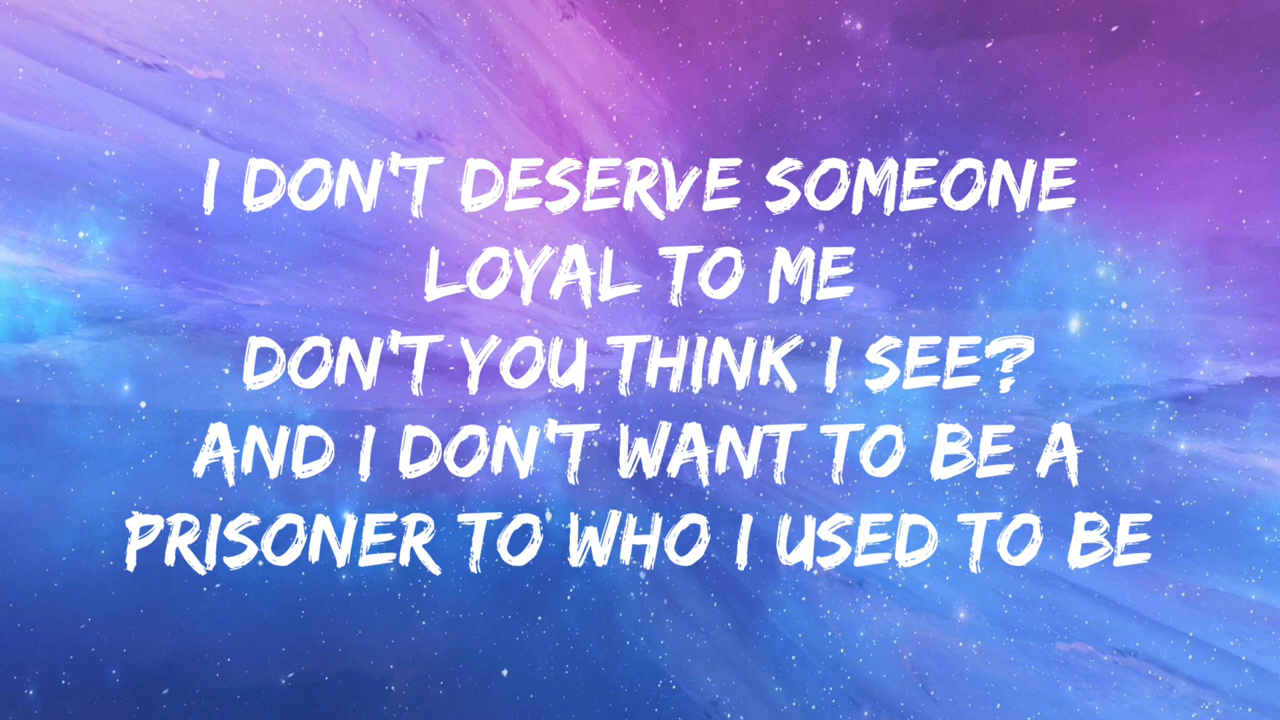 I DON'T DESERVE SOMEONE
LOYAL TO ME
DON'T YOU THINK I SEE?
AND I DON'T WANT TO BE A
PRISONER TO WHO I USED TO BE